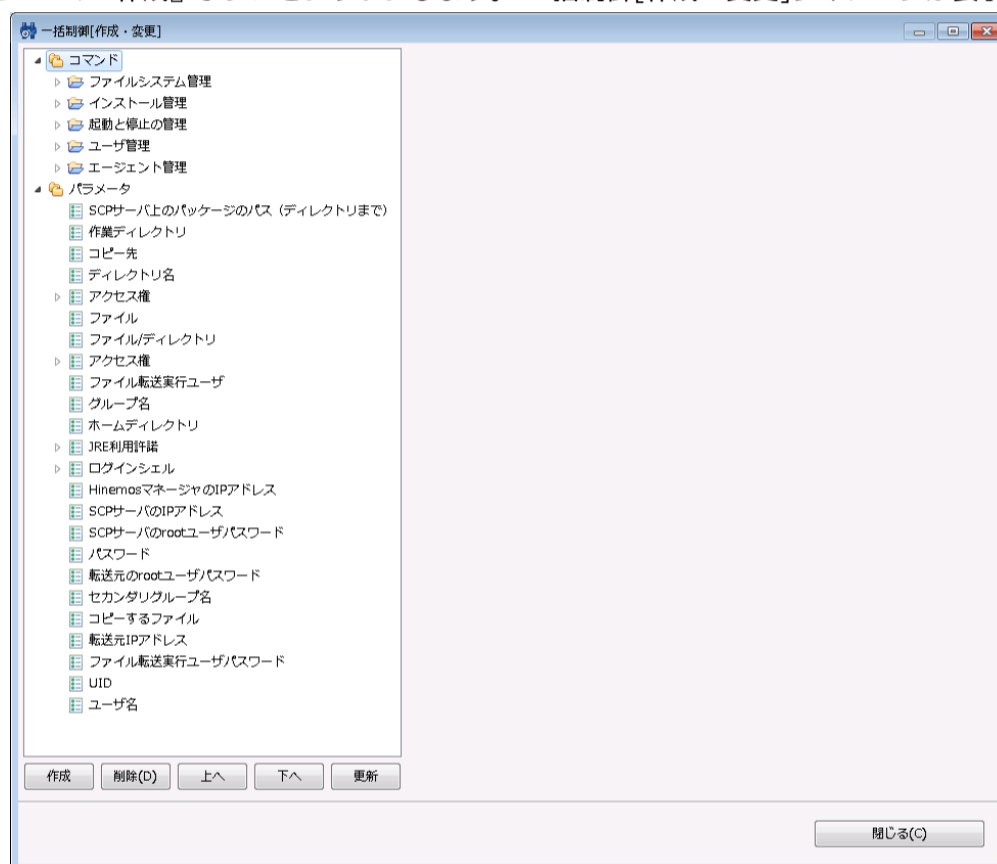 一括制御[作成・変更]
コマンド
ファイルシステム管理
インストール管理
起動と停止の管理
ユーザ管理
エージェント管理
パラメータ
SCPサーバ上のパッケージのパス（ディレクトリまで）
作業ディレクトリ
コピー先
ディレクトリ名
アクセス権
ファイル
ファイル/ディレクトリ
アクセス権
ファイル転送実行ユーザ
グループ名
ホームディレクトリ
JRE利用許諾
ログインシェル
HinemosマネージャのIPアドレス
SCPサーバのIPアドレス
SCPサーバのrootユーザパスワード
パスワード
転送元のrootユーザパスワード
セカンダリグループ名
コピーするファイル
転送元IPアドレス
ファイル転送実行ユーザパスワード
UID
ユーザ名
作成 削除(D) 上へ 下へ 更新
閉じる(C)